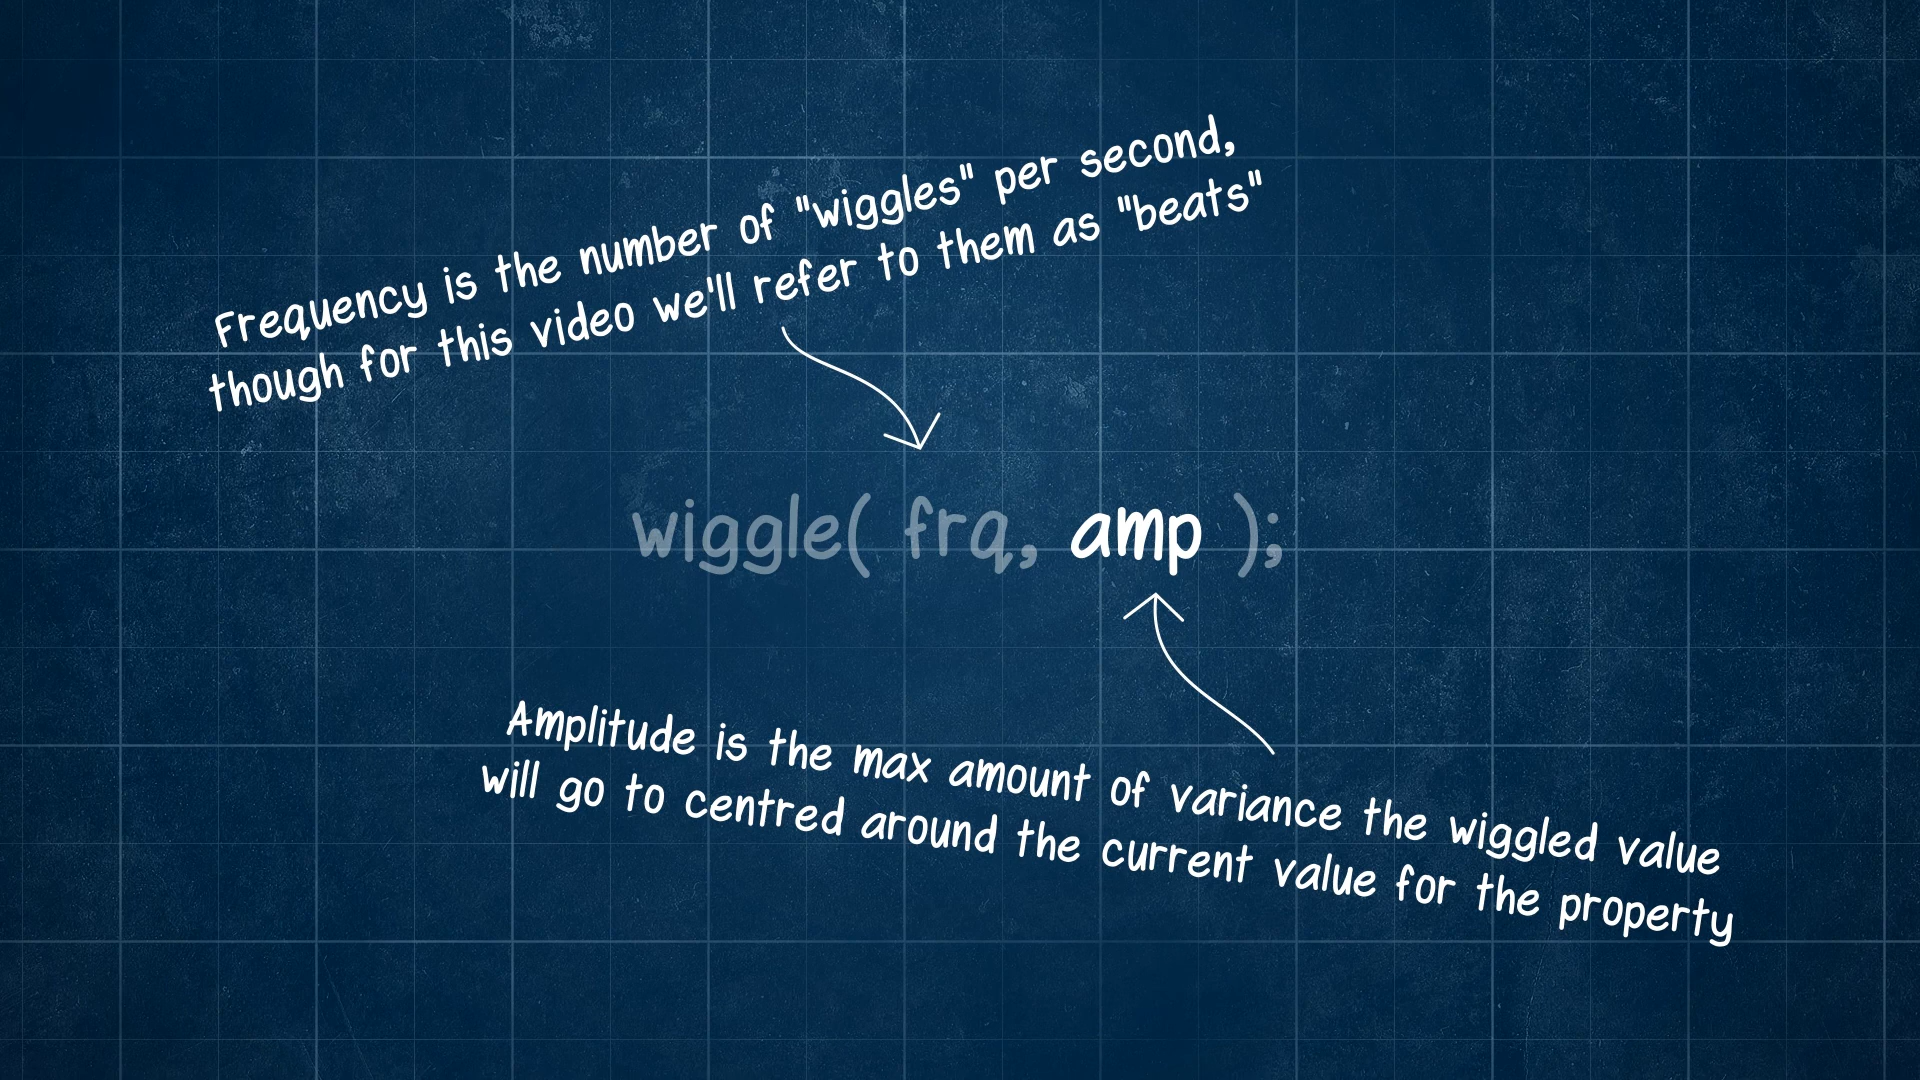 Frequency is the number of "wiggles" per second,
though for this video we'll refer to them as "beats"
wiggle( frq, amp );
Amplitude is the max amount of variance the wiggled value
will go to centred around the current value for the property